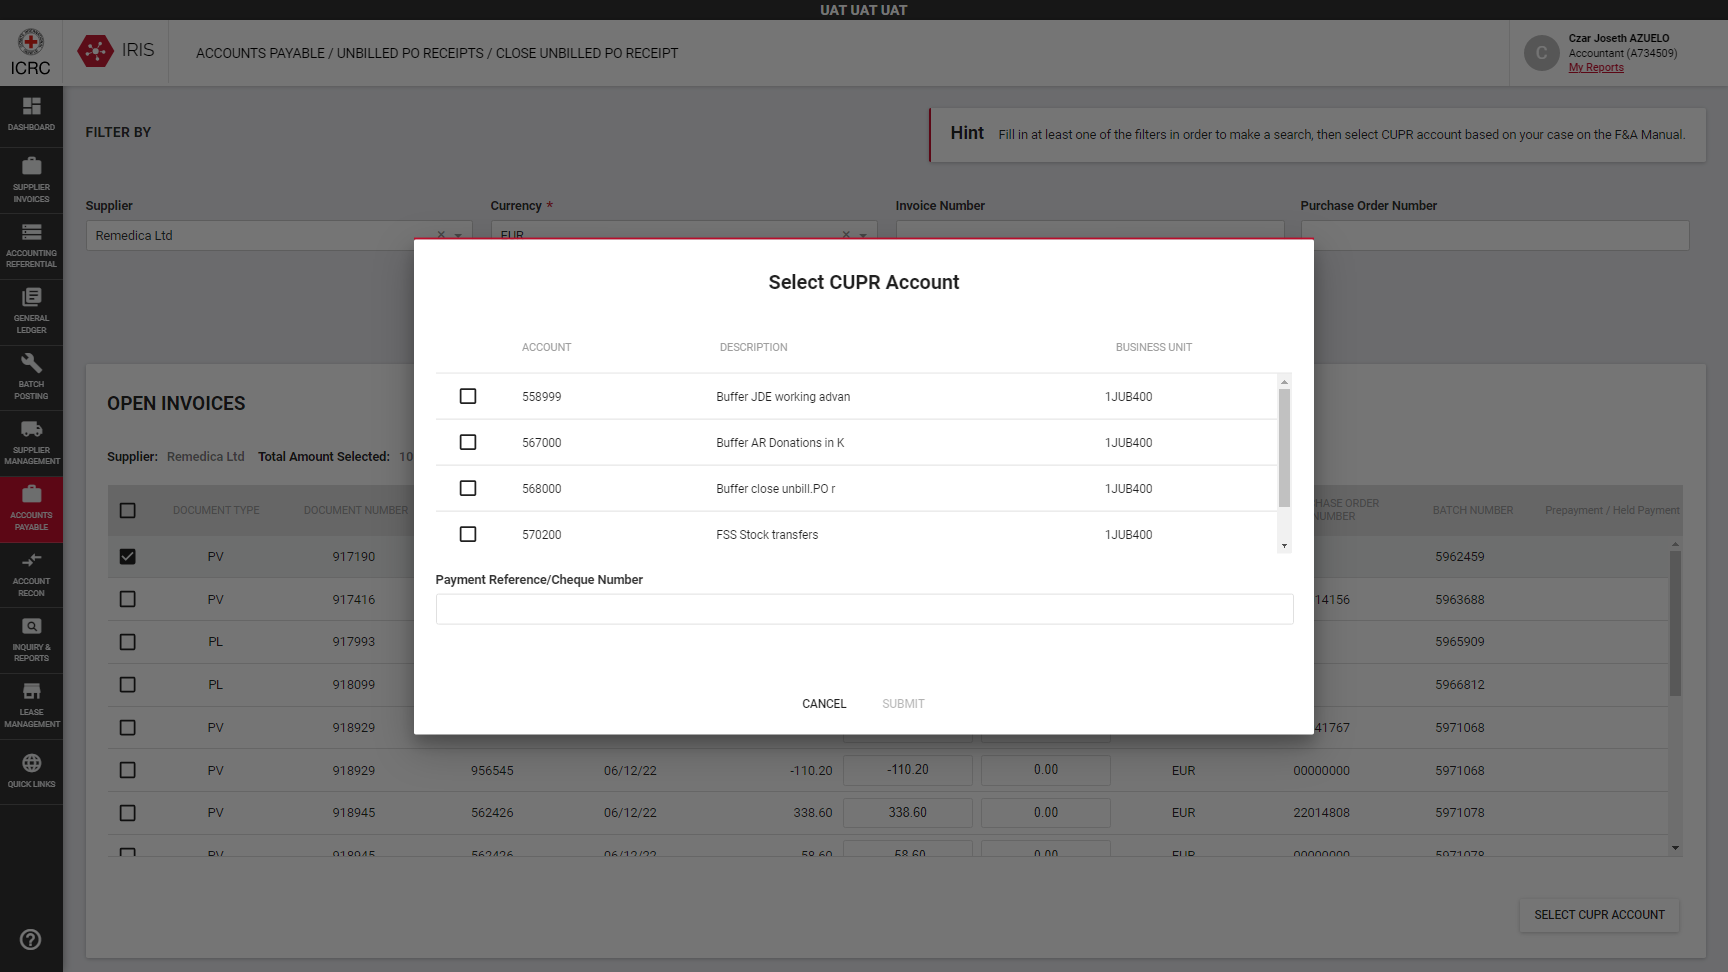 UAT UAT UAT
ICRC
IRIS
ACCOUNTS PAYABLE / UNBILLED PO RECEIPTS / CLOSE UNBILLED PO RECEIPT
C
Czar Joseth AZUELO
Accountant (A734509)
My Reports
DASHBOARD
SUPPLIER
INVOICES
ACCOUNTING
REFERENTIAL
GENERAL
LEDGER
BATCH
POSTING
SUPPLIER
MANAGEMENT
ACCOUNTS
PAYABLE
ACCOUNT
RECON
INQUIRY &
REPORTS
LEASE
MANAGEMENT
QUICK LINKS
FILTER BY
Hint Fill in at least one of the filters in order to make a search, then select CUPR account based on your case on the F&A Manual.
Supplier Currency * Invoice Number Purchase Order Number
Remedica Ltd EUR
Select CUPR Account
ACCOUNT DESCRIPTION BUSINESS UNIT
558999 Buffer JDE working advan 1JUB400
567000 Buffer AR Donations in K 1JUB400
568000 Buffer close unbill.PO r 1JUB400
570200 FSS Stock transfers 1JUB400
Payment Reference/Cheque Number
CANCEL SUBMIT
OPEN INVOICES
Supplier: Remedica Ltd Total Amount Selected: 10
DOCUMENT TYPE DOCUMENT NUMBER HASE ORDER NUMBER BATCH NUMBER Prepayment / Held Payment
PV 917190 5962459
PV 917416 14156 5963688
PL 917993 5965909
PL 918099 5966812
PV 918929 41767 5971068
PV 918929 956545 06/12/22 -110.20 -110.20 0.00 EUR 00000000 5971068
PV 918945 562426 06/12/22 338.60 338.60 0.00 EUR 22014808 5971078
PV 918945 562426 06/12/22 58.60 58.60 0.00 EUR 00000000 5971078
SELECT CUPR ACCOUNT